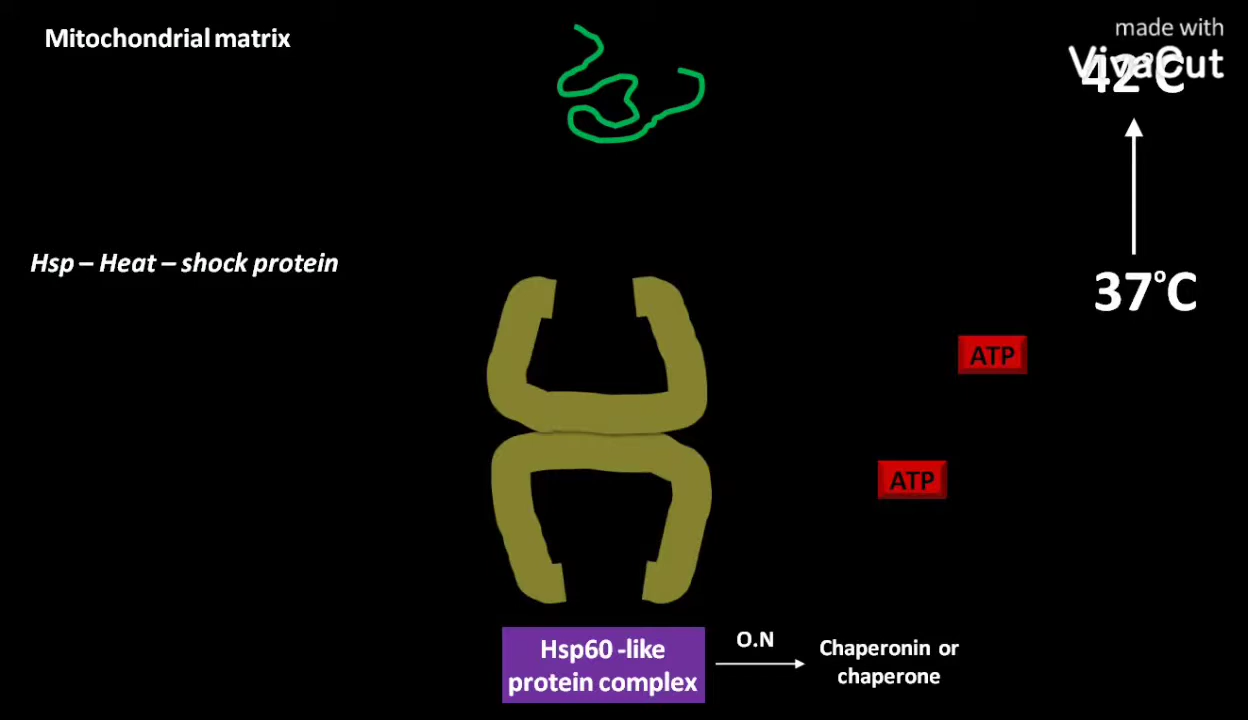 Mitochondrial matrix
made with
VivaCut
42°C
Hsp – Heat – shock protein
37°C
ATP
ATP
Hsp60 -like
protein complex
O.N
Chaperonin or
chaperone